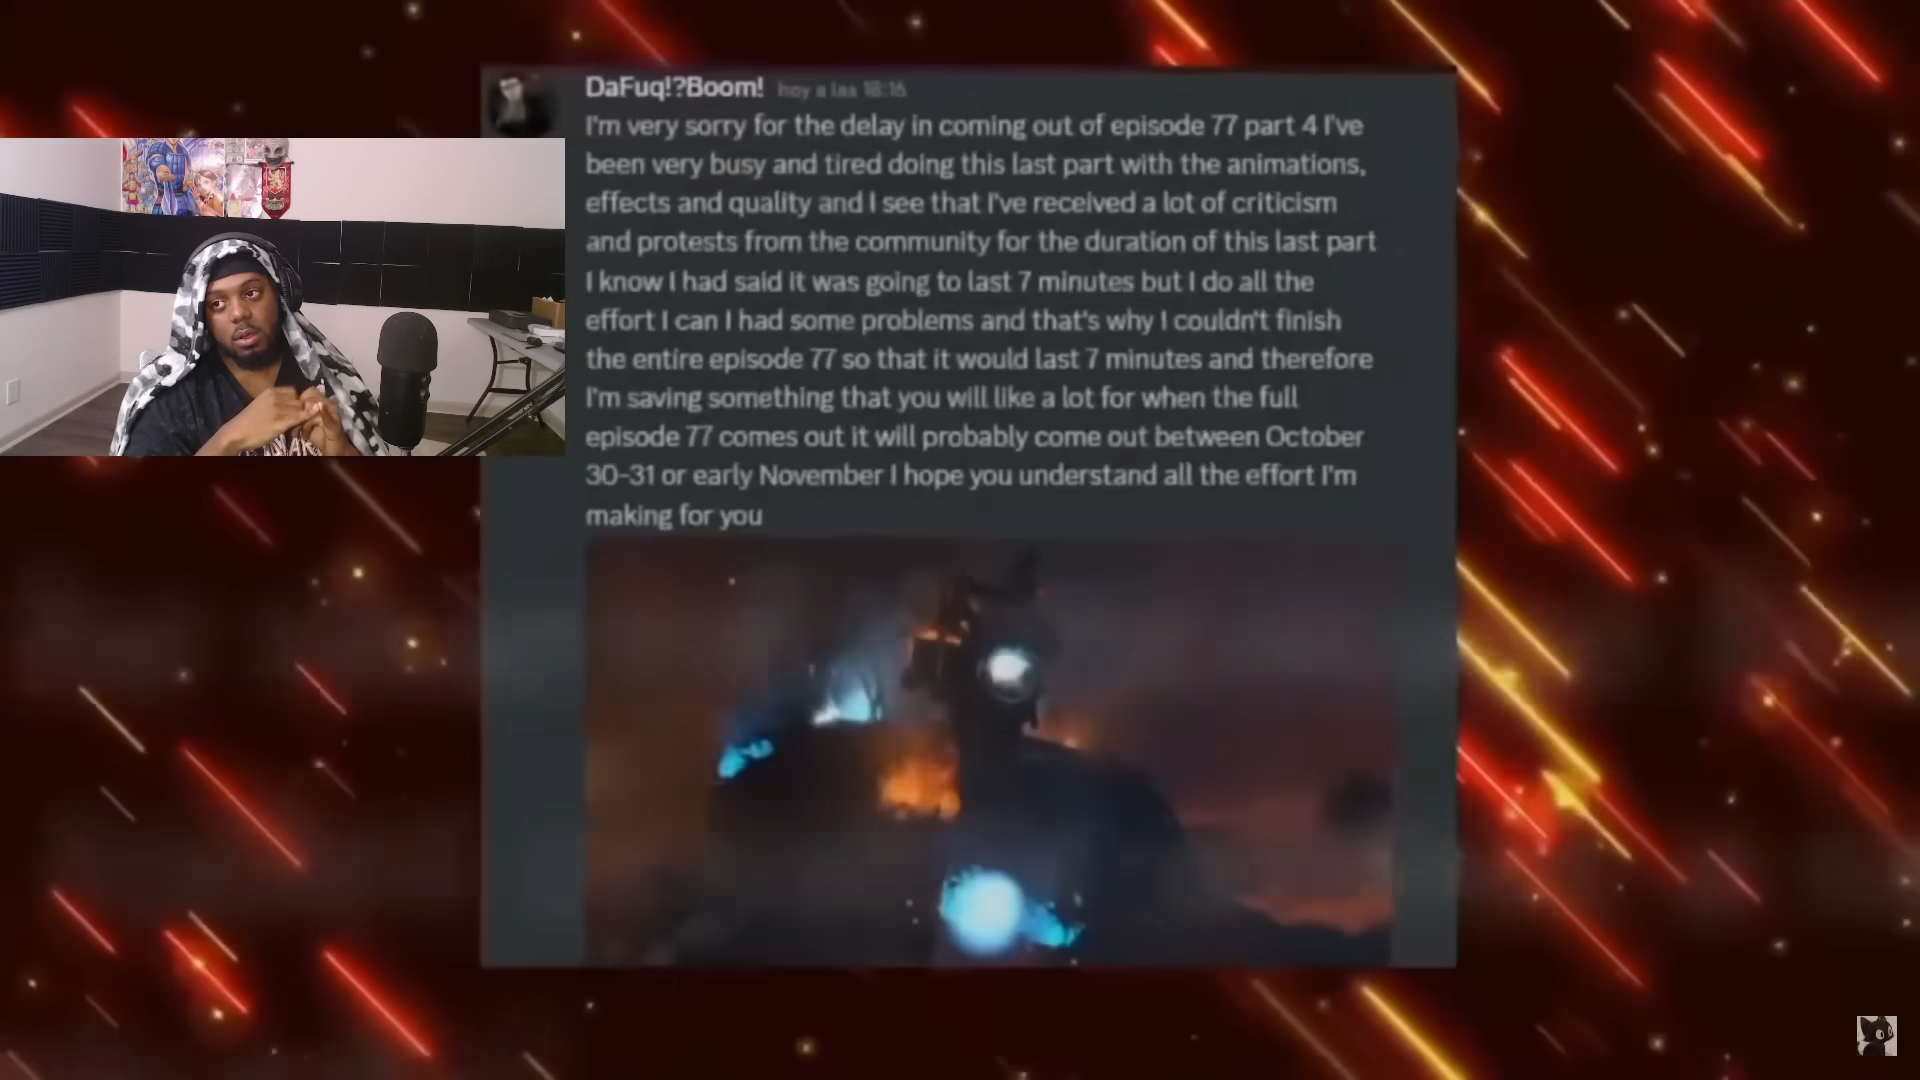 DaFuq!?Boom! hoy a las 18:16
I'm very sorry for the delay in coming out of episode 77 part 4 I've
been very busy and tired doing this last part with the animations,
effects and quality and I see that I've received a lot of criticism
and protests from the community for the duration of this last part
I know I had said it was going to last 7 minutes but I do all the
effort I can I had some problems and that's why I couldn't finish
the entire episode 77 so that it would last 7 minutes and therefore
I'm saving something that you will like a lot for when the full
episode 77 comes out it will probably come out between October
30-31 or early November I hope you understand all the effort I'm
making for you